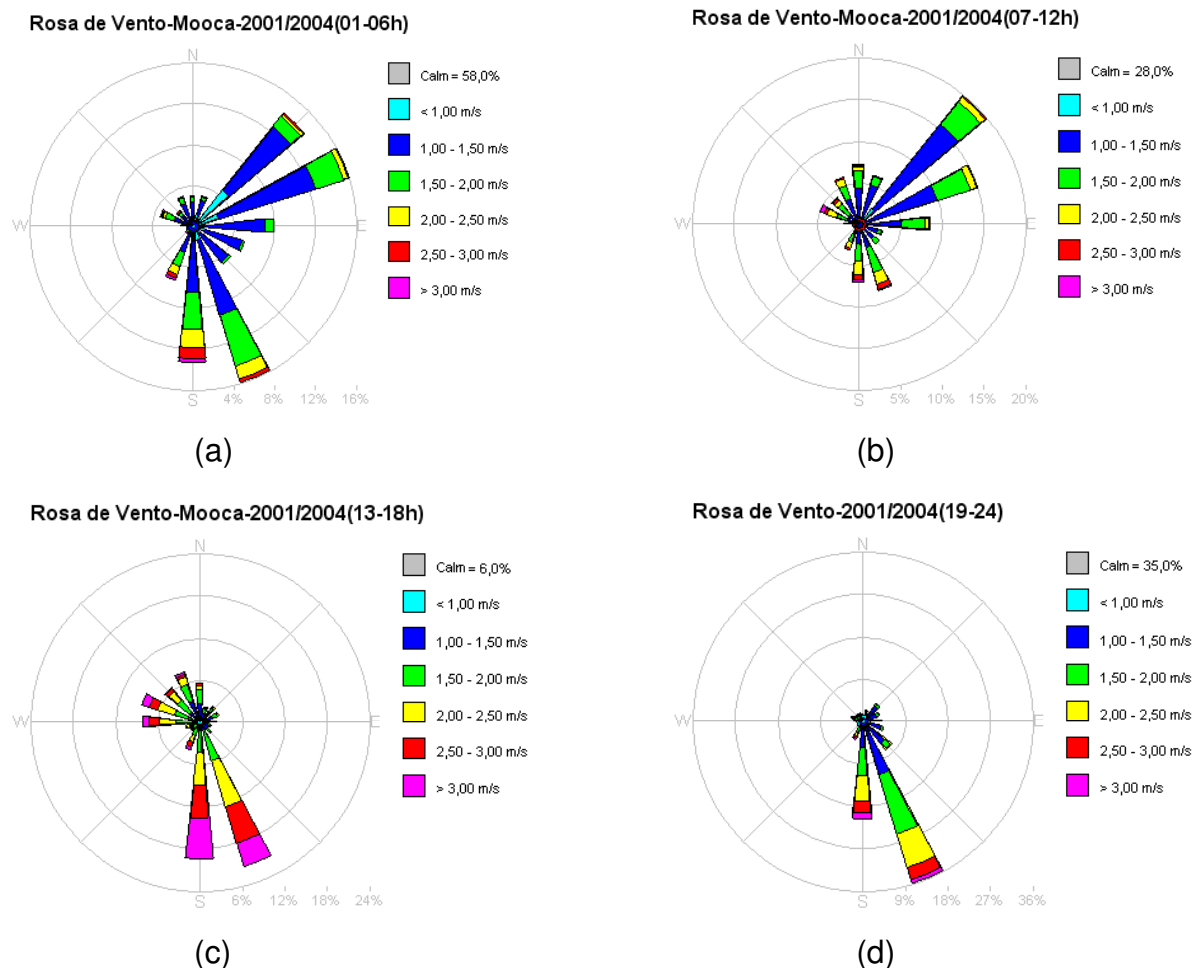 Rosa de Vento-Mooca-2001/2004(01-06h)
N
W
E
S
4% 8% 12% 16%
Calm = 58,0%
< 1,00 m/s
1,00 - 1,50 m/s
1,50 - 2,00 m/s
2,00 - 2,50 m/s
2,50 - 3,00 m/s
> 3,00 m/s
(a)
Rosa de Vento-Mooca-2001/2004(07-12h)
N
W
E
S
5% 10% 15% 20%
Calm = 28,0%
< 1,00 m/s
1,00 - 1,50 m/s
1,50 - 2,00 m/s
2,00 - 2,50 m/s
2,50 - 3,00 m/s
> 3,00 m/s
(b)
Rosa de Vento-Mooca-2001/2004(13-18h)
N
W
E
S
6% 12% 18% 24%
Calm = 6,0%
< 1,00 m/s
1,00 - 1,50 m/s
1,50 - 2,00 m/s
2,00 - 2,50 m/s
2,50 - 3,00 m/s
> 3,00 m/s
(c)
Rosa de Vento-2001/2004(19-24)
N
W
E
S
9% 18% 27% 36%
Calm = 35,0%
< 1,00 m/s
1,00 - 1,50 m/s
1,50 - 2,00 m/s
2,00 - 2,50 m/s
2,50 - 3,00 m/s
> 3,00 m/s
(d)